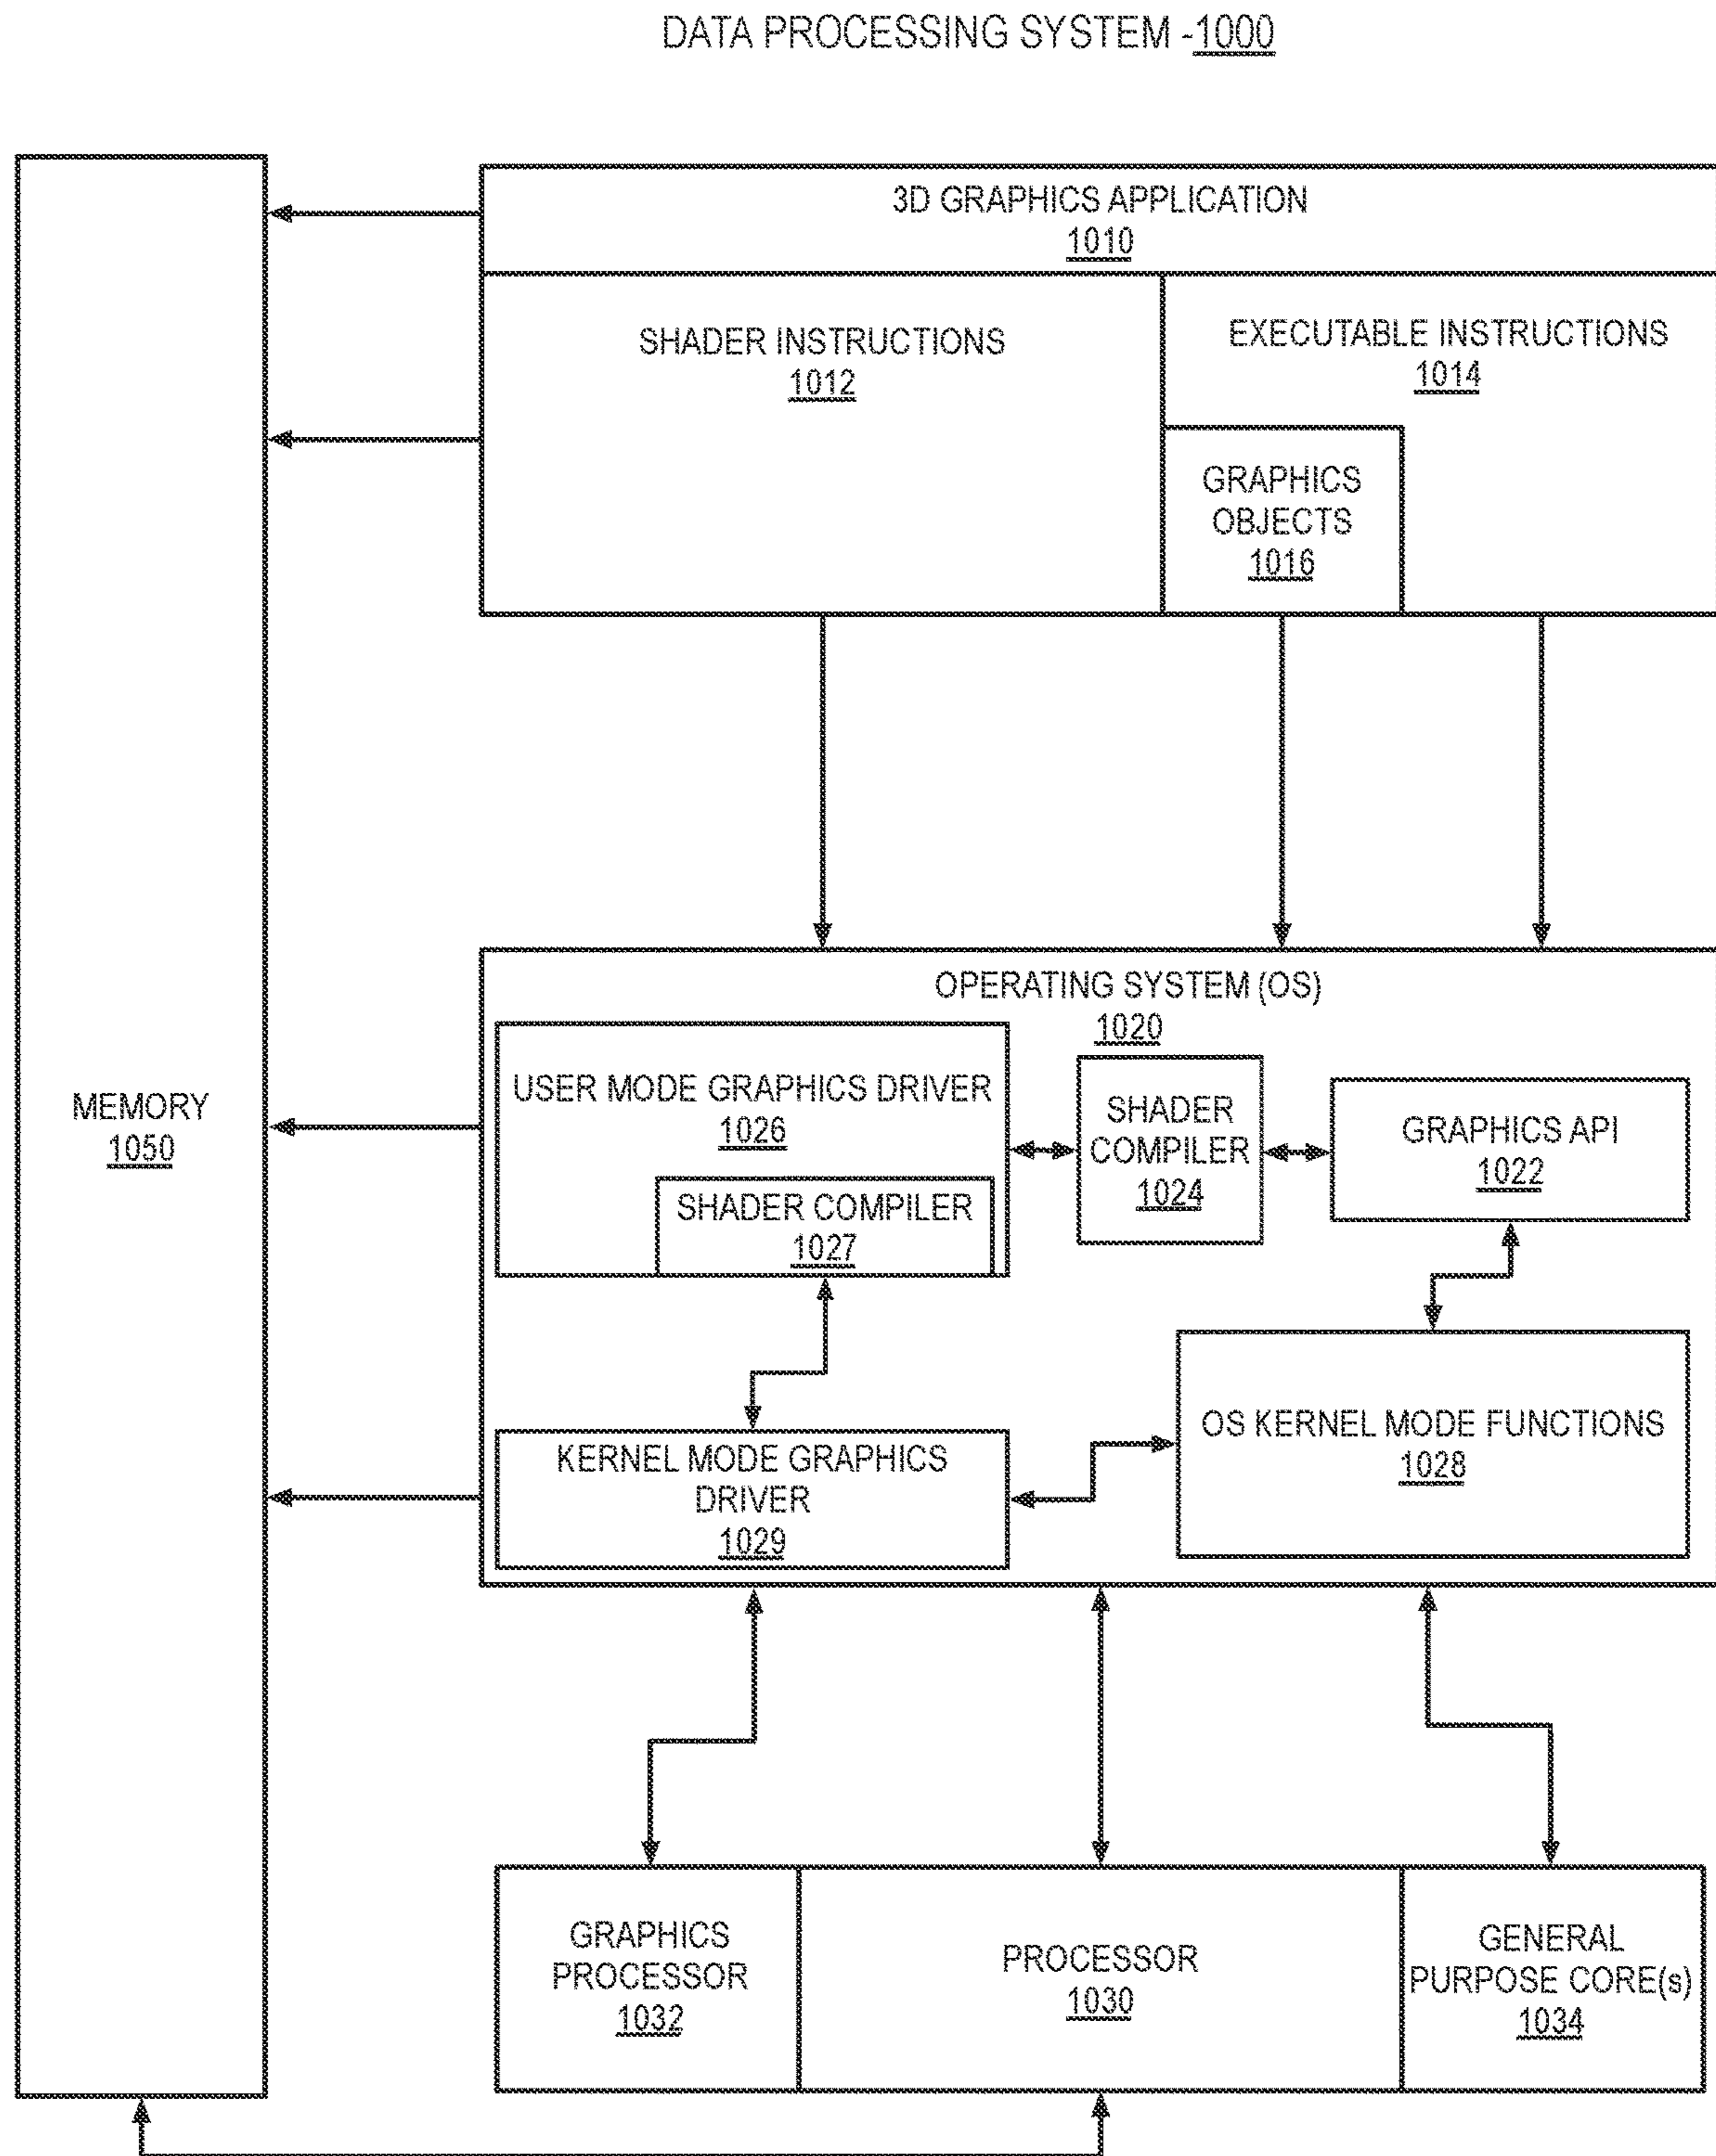 DATA PROCESSING SYSTEM -1000
3D GRAPHICS APPLICATION
1010
SHADER INSTRUCTIONS
1012
EXECUTABLE INSTRUCTIONS
1014
GRAPHICS
OBJECTS
1016
MEMORY
1050
OPERATING SYSTEM (OS)
1020
USER MODE GRAPHICS DRIVER
1026
SHADER COMPILER
1027
SHADER
COMPILER
1024
GRAPHICS API
1022
KERNEL MODE GRAPHICS
DRIVER
1029
OS KERNEL MODE FUNCTIONS
1028
GRAPHICS
PROCESSOR
1032
PROCESSOR
1030
GENERAL
PURPOSE CORE(s)
1034